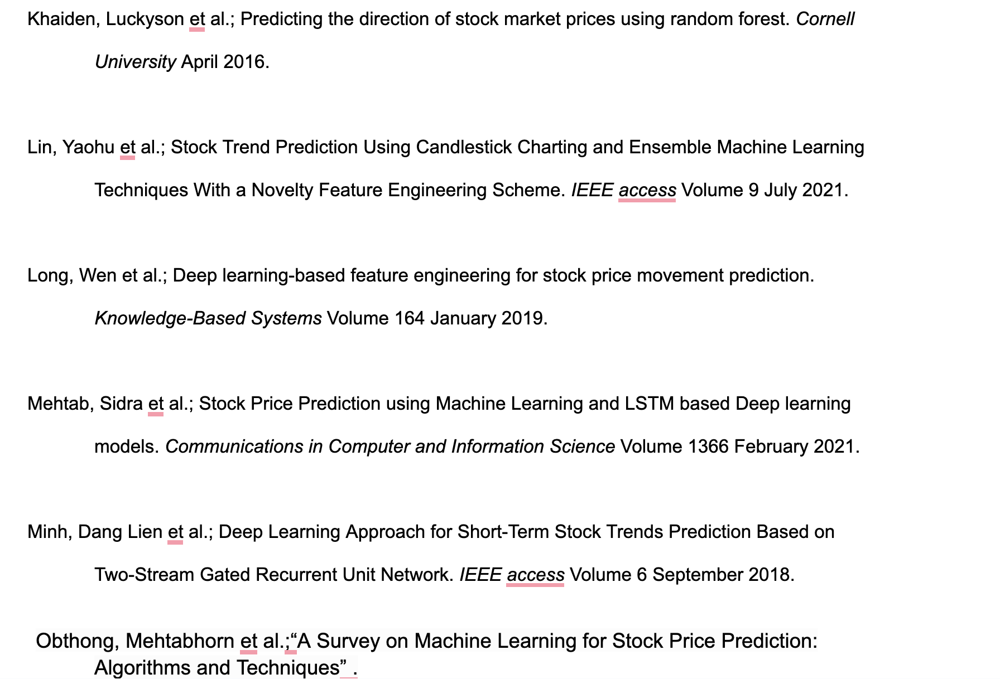 Khaiden, Luckyson et al.; Predicting the direction of stock market prices using random forest. Cornell
University April 2016.
Lin, Yaohu et al.; Stock Trend Prediction Using Candlestick Charting and Ensemble Machine Learning
Techniques With a Novelty Feature Engineering Scheme. IEEE access Volume 9 July 2021.
Long, Wen et al.; Deep learning-based feature engineering for stock price movement prediction.
Knowledge-Based Systems Volume 164 January 2019.
Mehtab, Sidra et al.; Stock Price Prediction using Machine Learning and LSTM based Deep learning
models. Communications in Computer and Information Science Volume 1366 February 2021.
Minh, Dang Lien et al.; Deep Learning Approach for Short-Term Stock Trends Prediction Based on
Two-Stream Gated Recurrent Unit Network. IEEE access Volume 6 September 2018.
Obthong, Mehtabhorn et al.;“A Survey on Machine Learning for Stock Price Prediction:
Algorithms and Techniques” .